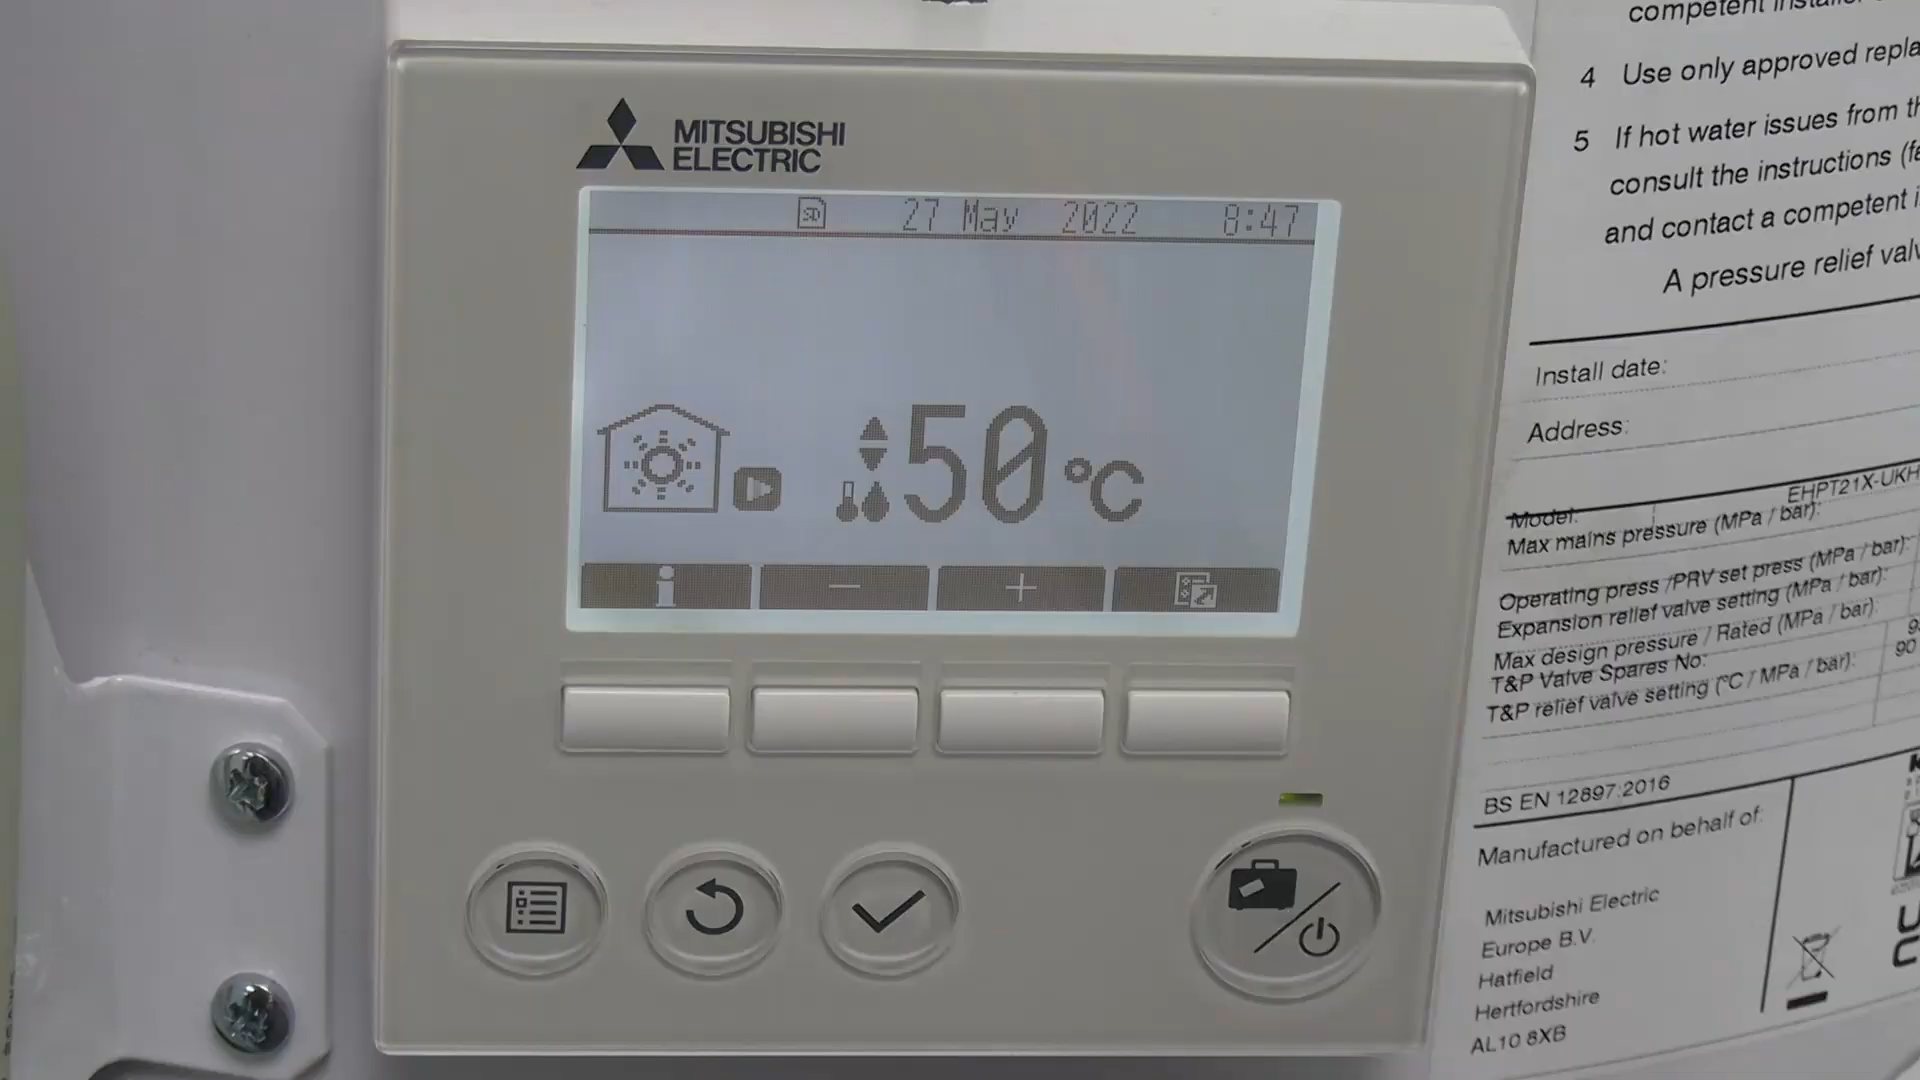 MITSUBISHI
ELECTRIC
SD 27 May 2022 8:47
50°C
i − +
competent
4 Use only approved
5 If hot water issues from
consult the instructions
and contact a competent
A pressure relief
Install date:
Address:
EHPT21X-UKH
Model:
Max mains pressure (MPa / bar):
Operating press /PRV set press (MPa / bar):
Expansion relief valve setting (MPa / bar):
Max design pressure / Rated (MPa / bar):
T&P Valve Spares No:
T&P relief valve setting (°C / MPa / bar):
90
BS EN 12897:2016
Manufactured on behalf of:
Mitsubishi Electric
Europe B.V.
Hatfield
Hertfordshire
AL10 8XB